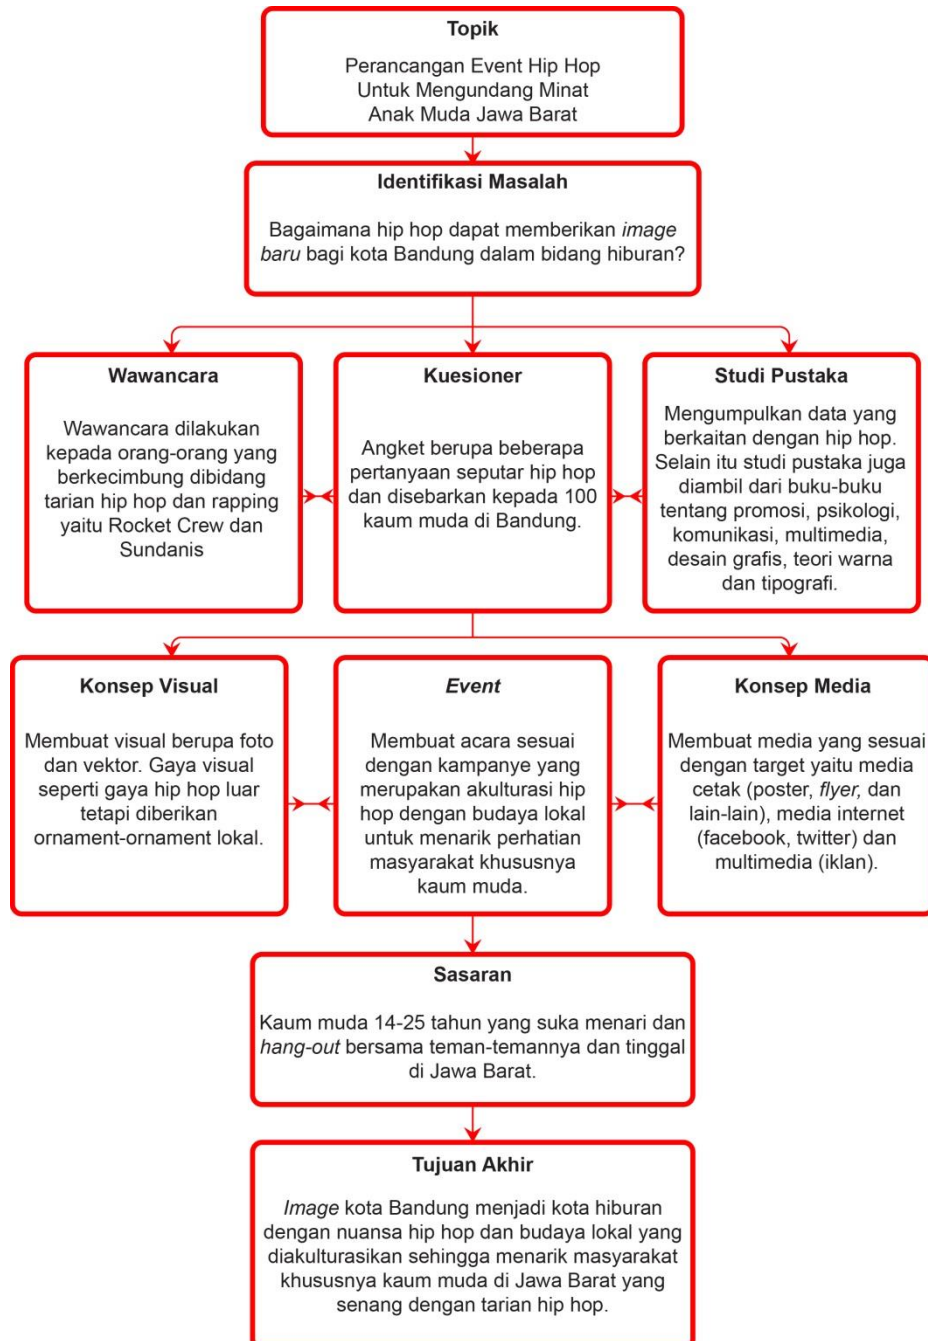 Topik
Perancangan Event Hip Hop
Untuk Mengundang Minat
Anak Muda Jawa Barat
Identifikasi Masalah
Bagaimana hip hop dapat memberikan image
baru bagi kota Bandung dalam bidang hiburan?
Wawancara
Wawancara dilakukan
kepada orang-orang yang
berkecimbung dibidang
tarian hip hop dan rapping
yaitu Rocket Crew dan
Sundanis
Kuesioner
Angket berupa beberapa
pertanyaan seputar hip hop
dan disebarkan kepada 100
kaum muda di Bandung.
Studi Pustaka
Mengumpulkan data yang
berkaitan dengan hip hop.
Selain itu studi pustaka juga
diambil dari buku-buku
tentang promosi, psikologi,
komunikasi, multimedia,
desain grafis, teori warna
dan tipografi.
Konsep Visual
Membuat visual berupa foto
dan vektor. Gaya visual
seperti gaya hip hop luar
tetapi diberikan
ornament-ornament lokal.
Event
Membuat acara sesuai
dengan kampanye yang
merupakan akulturasi hip
hop dengan budaya lokal
untuk menarik perhatian
masyarakat khususnya
kaum muda.
Konsep Media
Membuat media yang sesuai
dengan target yaitu media
cetak (poster, flyer, dan
lain-lain), media internet
(facebook, twitter) dan
multimedia (iklan).
Sasaran
Kaum muda 14-25 tahun yang suka menari dan
hang-out bersama teman-temannya dan tinggal
di Jawa Barat.
Tujuan Akhir
Image kota Bandung menjadi kota hiburan
dengan nuansa hip hop dan budaya lokal yang
diakulturasikan sehingga menarik masyarakat
khususnya kaum muda di Jawa Barat yang
senang dengan tarian hip hop.